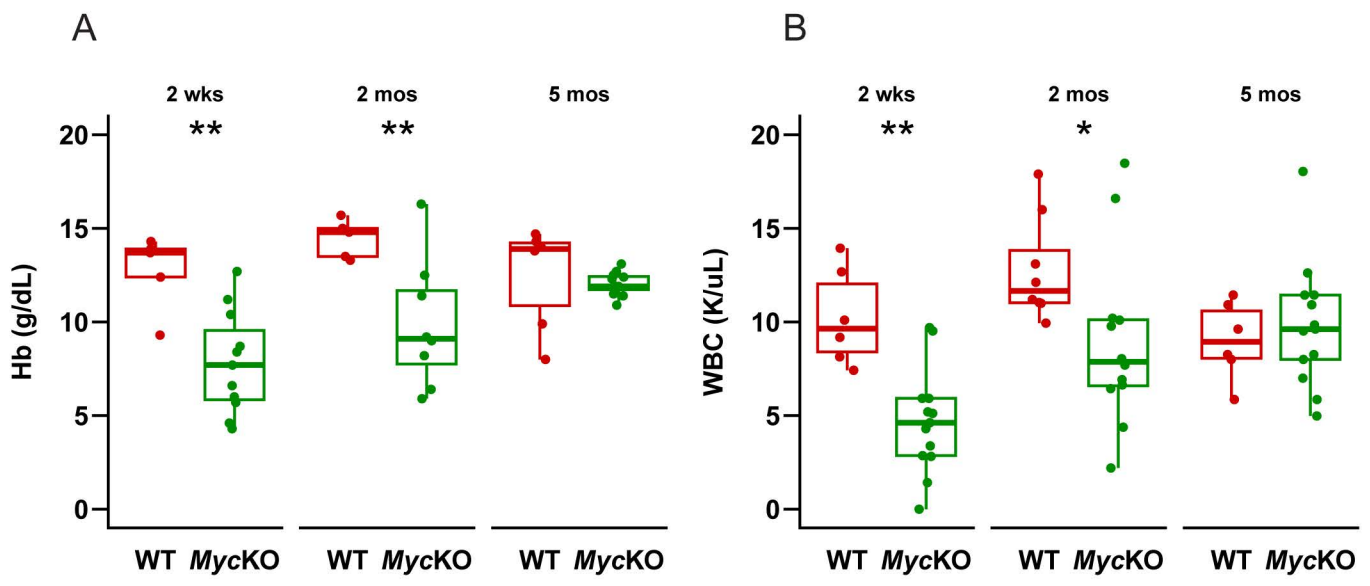 A
B
2 wks 2 mos 5 mos
** **
20
15
10
5
0
Hb (g/dL)
WT MycKO WT MycKO WT MycKO
2 wks 2 mos 5 mos
** *
20
15
10
5
0
WBC (K/uL)
WT MycKO WT MycKO WT MycKO